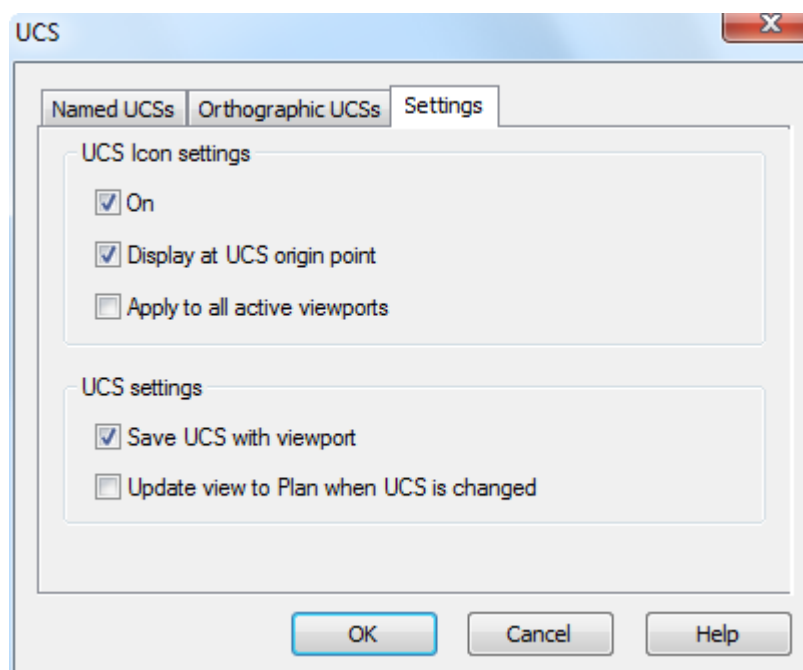 UCS
Named UCSs Orthographic UCSs Settings
UCS Icon settings
On
Display at UCS origin point
Apply to all active viewports
UCS settings
Save UCS with viewport
Update view to Plan when UCS is changed
OK Cancel Help